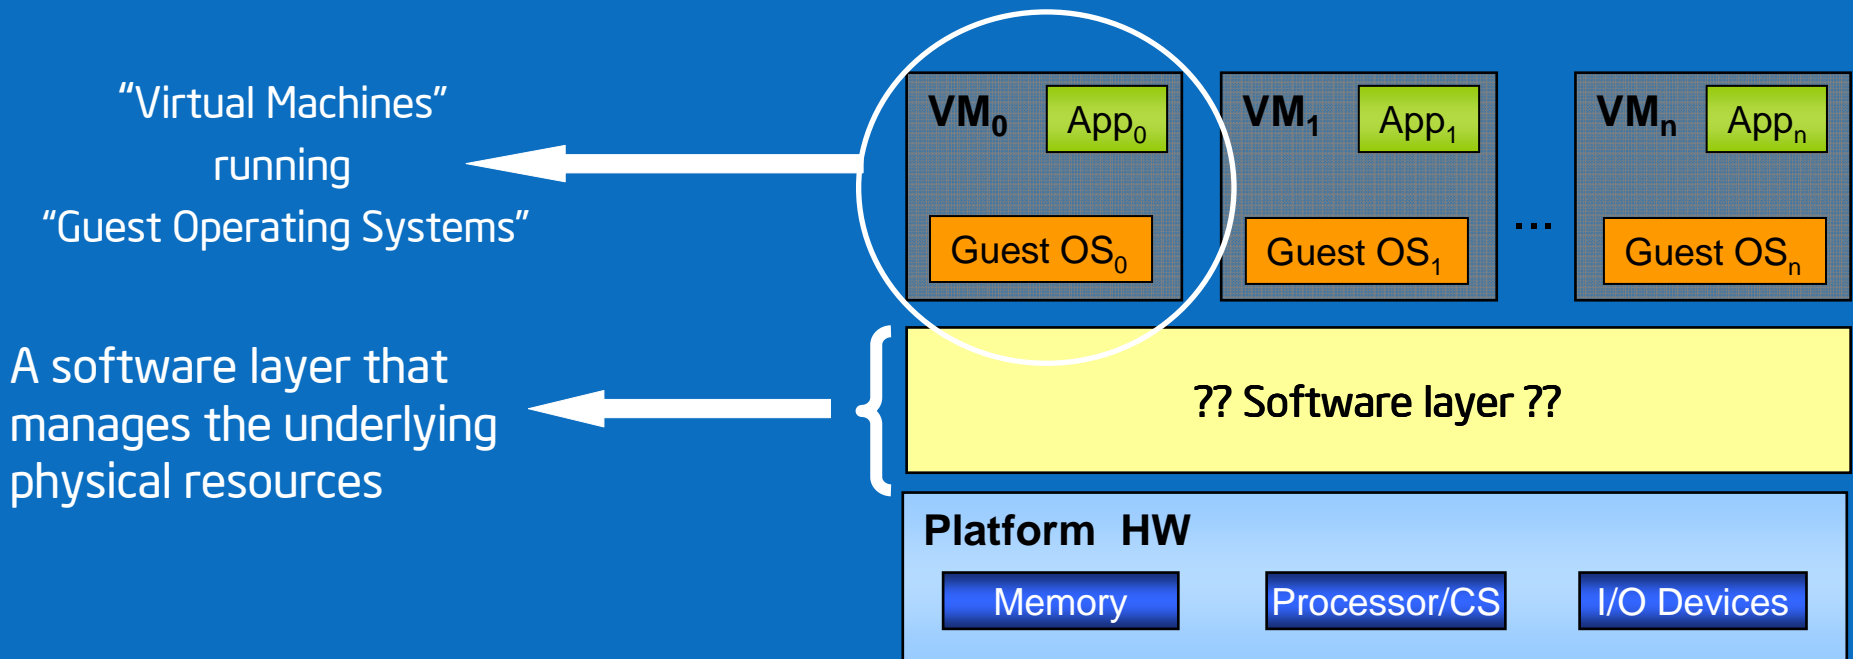 “Virtual Machines”
running
“Guest Operating Systems”
A software layer that
manages the underlying
physical resources
VM₀ App₀
Guest OS₀
VM₁ App₁
Guest OS₁
...
VMₙ Appₙ
Guest OSₙ
?? Software layer ??
Platform HW
Memory Processor/CS I/O Devices